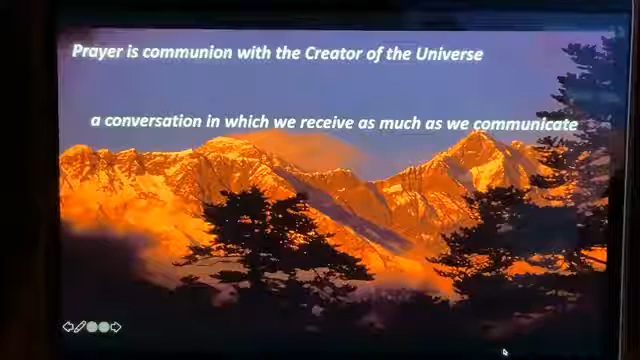 Prayer is communion with the Creator of the Universe
a conversation in which we receive as much as we communicate